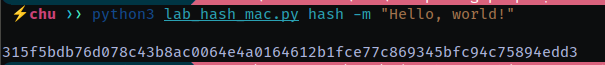 ⚡chu ❯❯ python3 lab_hash_mac.py hash -m "Hello, world!"
315f5bdb76d078c43b8ac0064e4a0164612b1fce77c869345bfc94c75894edd3